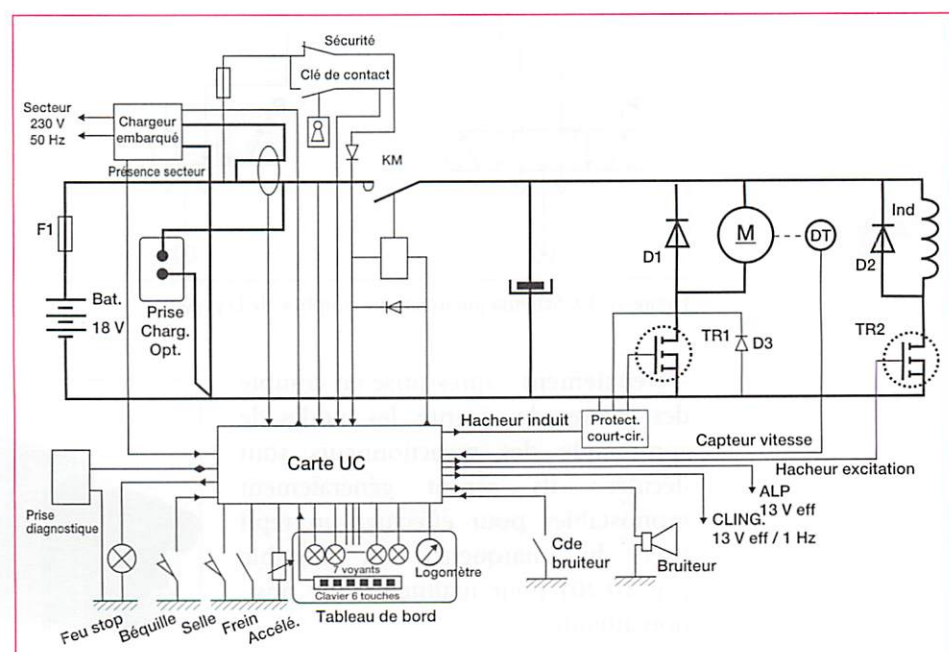 Sécurité
Clé de contact
Secteur
230 V
50 Hz
Chargeur
embarqué
KM
Présence secteur
F1
Bat.
18 V
Prise
Charg.
Opt.
D1
M
DT
Ind
D2
TR1
D3
TR2
Hacheur induit
Protect.
court-cir.
Capteur vitesse
Carte UC
Hacheur excitation
ALP
13 V eff
CLING.
13 V eff / 1 Hz
Prise
diagnostique
7 voyants
Logomètre
Clavier 6 touches
Tableau de bord
Cde
bruiteur
Bruiteur
Feu stop
Béquille
Selle
Frein
Accélé.